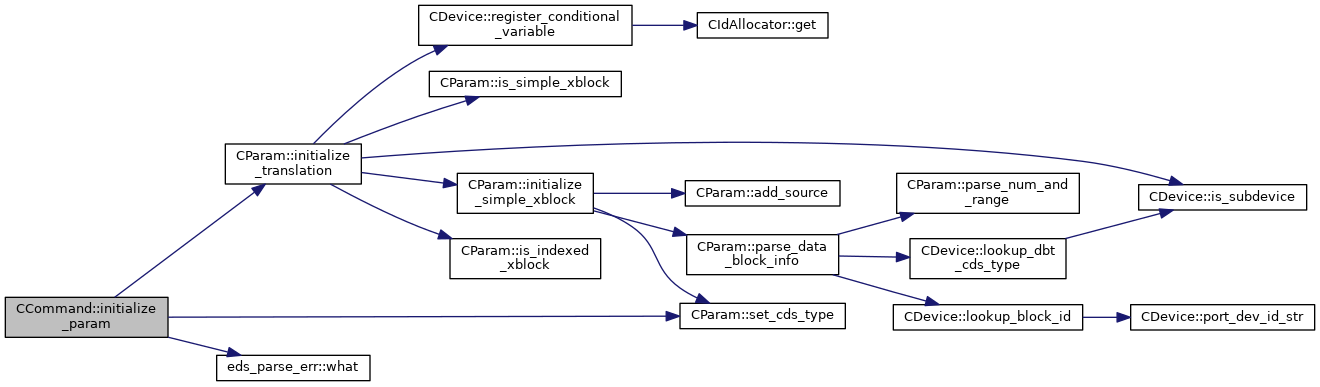 CDevice::register_conditional
_variable
CIdAllocator::get
CParam::is_simple_xblock
CParam::initialize
_translation
CParam::initialize
_simple_xblock
CParam::add_source
CParam::parse_num_and
_range
CDevice::is_subdevice
CParam::is_indexed
_xblock
CParam::parse_data
_block_info
CDevice::lookup_dbt
_cds_type
CCommand::initialize
_param
CParam::set_cds_type
CDevice::lookup_block_id
CDevice::port_dev_id_str
eds_parse_err::what